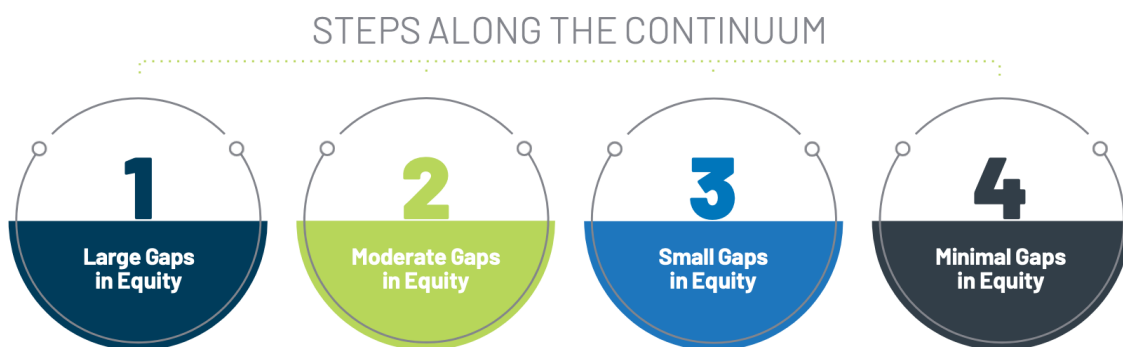 STEPS ALONG THE CONTINUUM
1
Large Gaps
in Equity
2
Moderate Gaps
in Equity
3
Small Gaps
in Equity
4
Minimal Gaps
in Equity